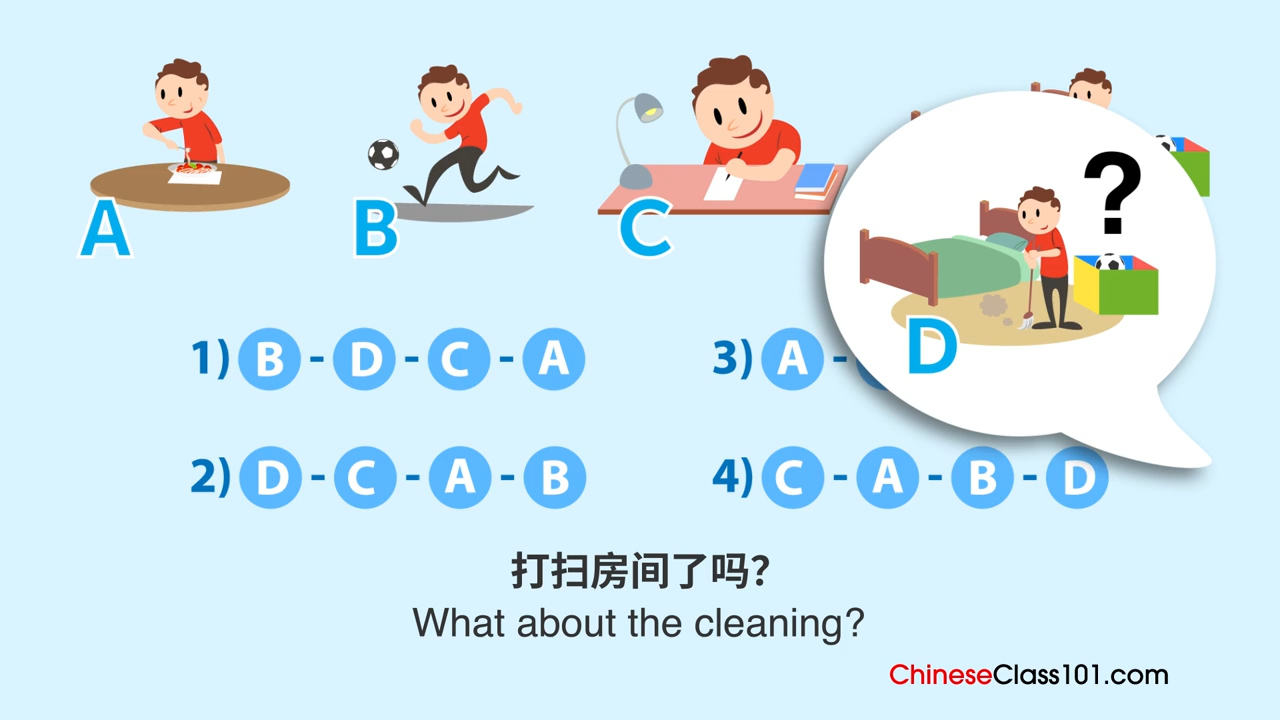 A
B
C
D
?
1) B - D - C - A
3) A -
2) D - C - A - B
4) C - A - B - D
打扫房间了吗?
What about the cleaning?
ChineseClass101.com